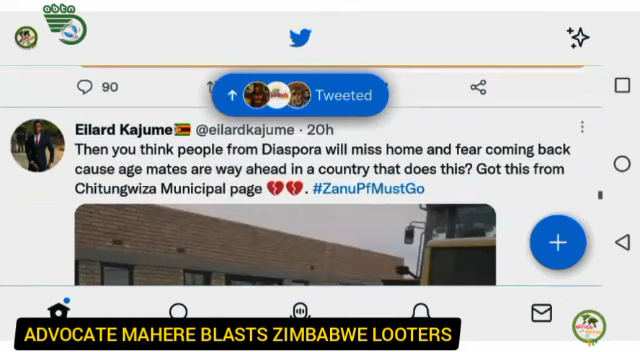 abtn
90
Tweeted
Eilard Kajume @eilardkajume · 20h
Then you think people from Diaspora will miss home and fear coming back
cause age mates are way ahead in a country that does this? Got this from
Chitungwiza Municipal page 💔💔. #ZanuPfMustGo
ADVOCATE MAHERE BLASTS ZIMBABWE LOOTERS